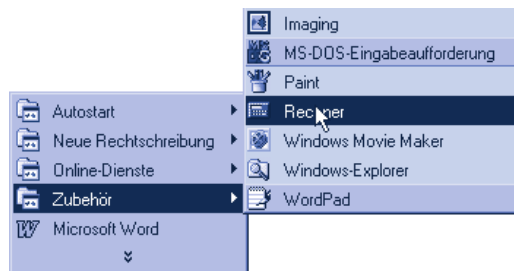 Imaging
MS-DOS-Eingabeaufforderung
Paint
Rechner
Windows Movie Maker
Windows-Explorer
WordPad
Autostart
Neue Rechtschreibung
Online-Dienste
Zubehör
Microsoft Word